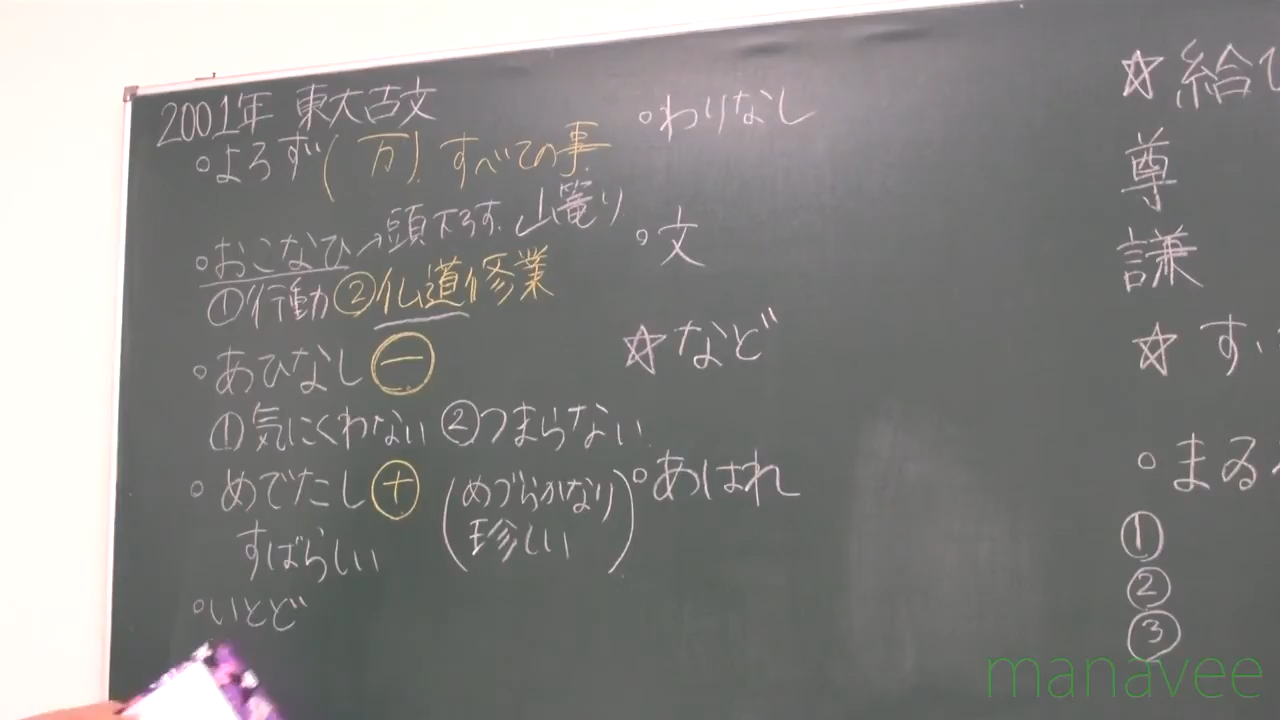 2001年 東大古文
○よろず(万) すべての事
○おこなひ→頭下ろす. 山篭り
①行動 ②仏道修業
○あひなし ㊀
①気にくわない ②つまらない
○めでたし ⊕ (めづらかなり
すばらしい 珍しい)
○いとど
○わりなし
○文
☆など
○あはれ
☆給
尊
謙
☆す・
○まゐ
①
②
③
manavee